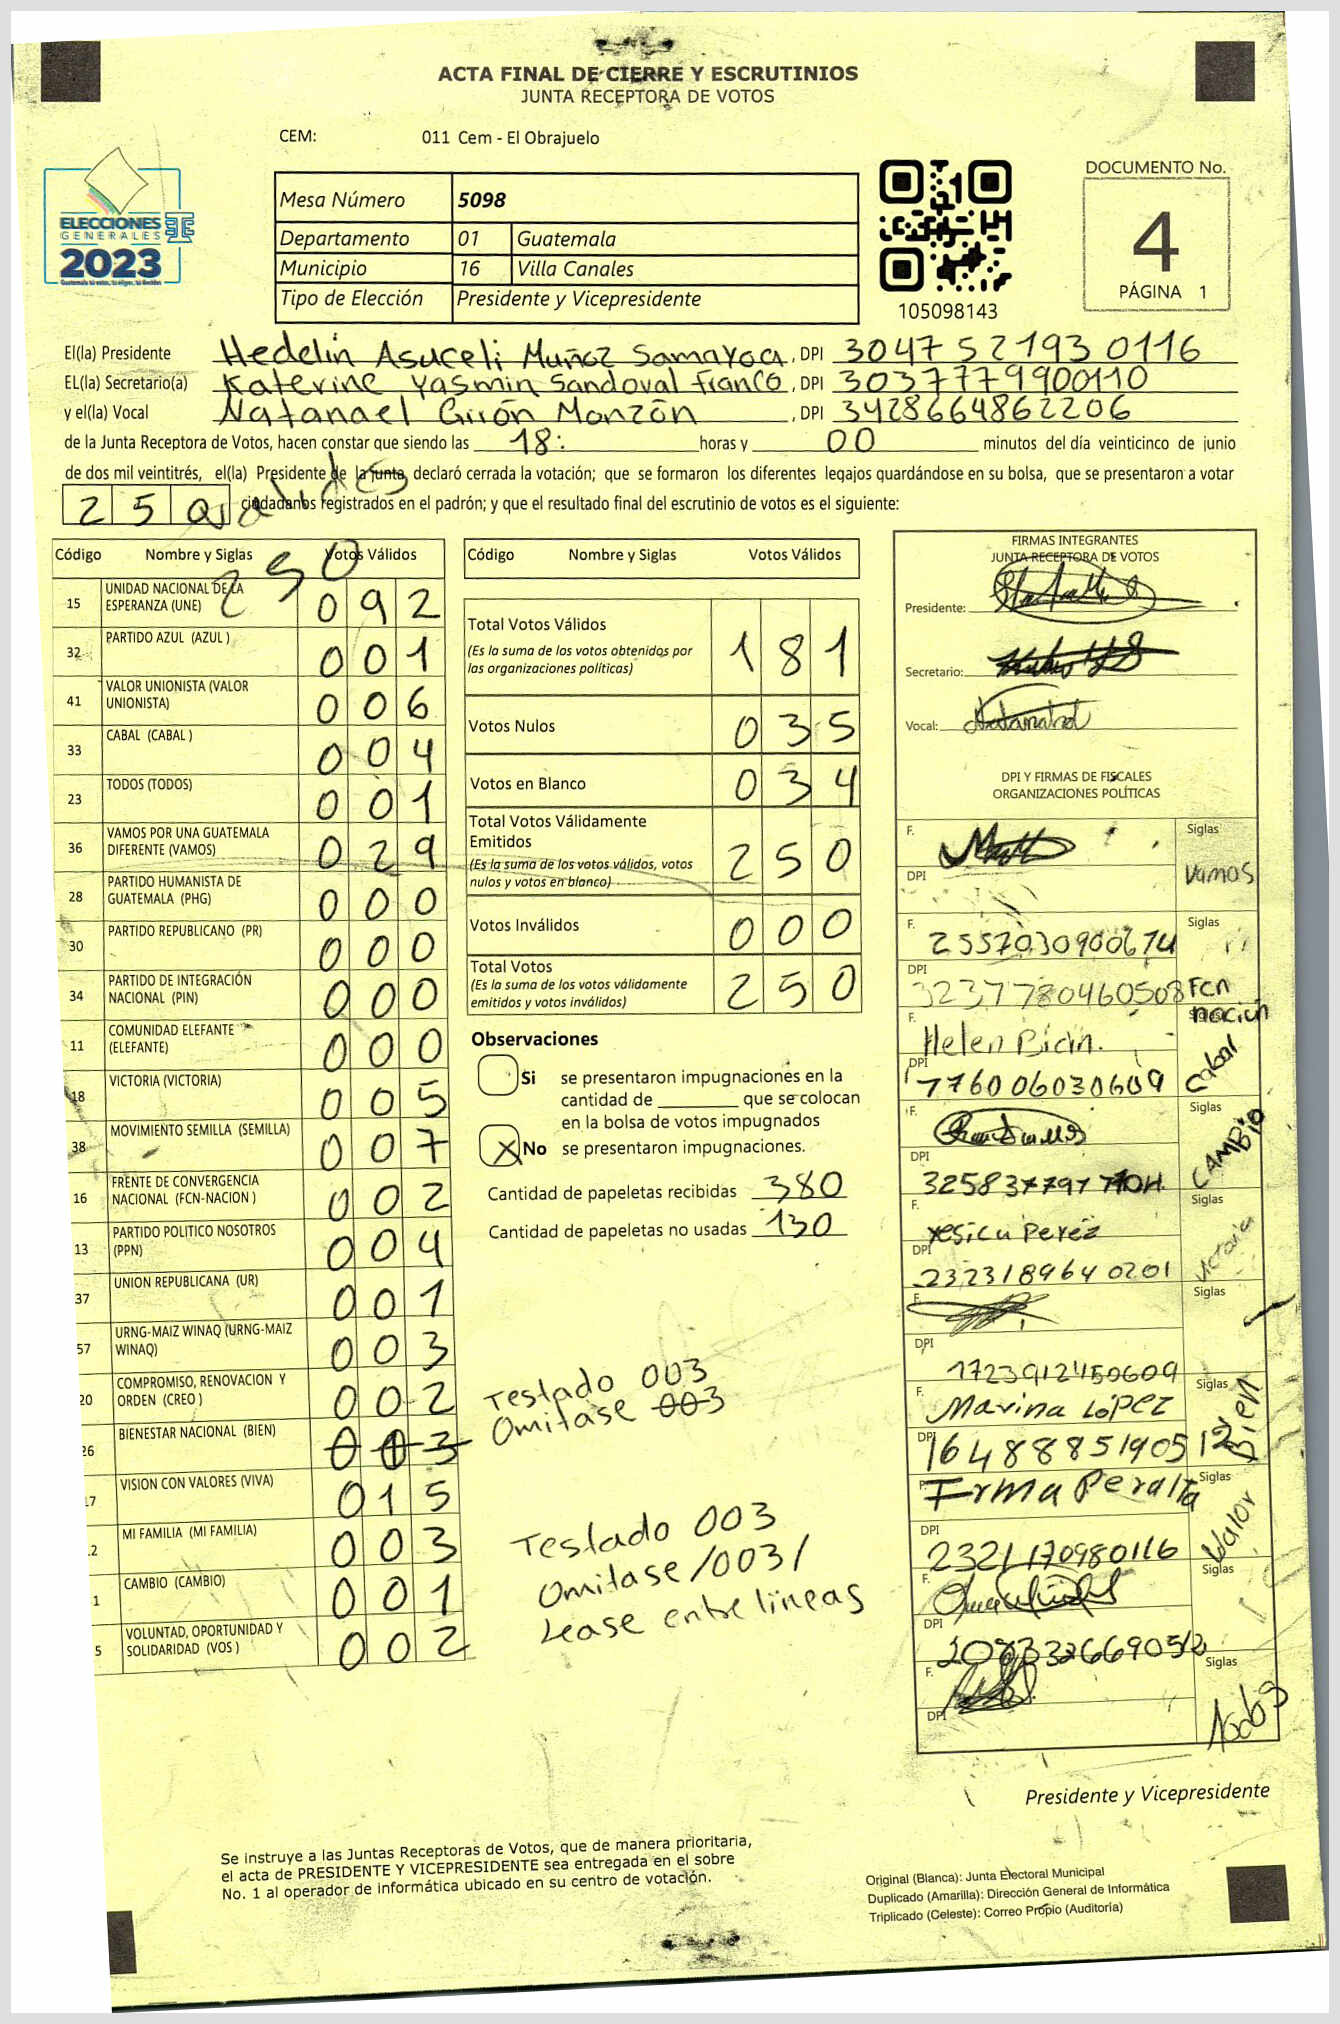 ACTA FINAL DE CIERRE Y ESCRUTINIOS
JUNTA RECEPTORA DE VOTOS
CEM: 011 Cem - El Obrajuelo
ELECCIONES
GENERALES
2023
Mesa Número 5098
Departamento 01 Guatemala
Municipio 16 Villa Canales
Tipo de Elección Presidente y Vicepresidente
105098143
DOCUMENTO No.
4
PÁGINA 1
El(la) Presidente Hedelin Asuceli Muñoz Samayoa, DPI 3047521930116
EL(la) Secretario(a) Katerine Yasmin Sandoval Franco, DPI 3037779900110
y el(la) Vocal Natanael Girón Monzón, DPI 3428664862206
de la Junta Receptora de Votos, hacen constar que siendo las 18: horas y 00 minutos del día veinticinco de junio
de dos mil veintitrés, el(la) Presidente de la junta, declaró cerrada la votación; que se formaron los diferentes legajos quardándose en su bolsa, que se presentaron a votar
250 ciudadanos registrados en el padrón; y que el resultado final del escrutinio de votos es el siguiente:
250
Código Nombre y Siglas Votos Válidos
15 UNIDAD NACIONAL DE LA ESPERANZA (UNE) 092
32 PARTIDO AZUL (AZUL ) 001
41 VALOR UNIONISTA (VALOR UNIONISTA) 006
33 CABAL (CABAL ) 004
23 TODOS (TODOS) 001
36 VAMOS POR UNA GUATEMALA DIFERENTE (VAMOS) 029
28 PARTIDO HUMANISTA DE GUATEMALA (PHG) 000
30 PARTIDO REPUBLICANO (PR) 000
34 PARTIDO DE INTEGRACIÓN NACIONAL (PIN) 000
11 COMUNIDAD ELEFANTE (ELEFANTE) 000
18 VICTORIA (VICTORIA) 005
38 MOVIMIENTO SEMILLA (SEMILLA) 007
16 FRENTE DE CONVERGENCIA NACIONAL (FCN-NACION ) 002
13 PARTIDO POLITICO NOSOTROS (PPN) 004
37 UNION REPUBLICANA (UR) 001
57 URNG-MAIZ WINAQ (URNG-MAIZ WINAQ) 003
20 COMPROMISO, RENOVACION Y ORDEN (CREO ) 002
26 BIENESTAR NACIONAL (BIEN) 003
17 VISION CON VALORES (VIVA) 015
2 MI FAMILIA (MI FAMILIA) 003
1 CAMBIO (CAMBIO) 001
5 VOLUNTAD, OPORTUNIDAD Y SOLIDARIDAD (VOS ) 002
Código Nombre y Siglas Votos Válidos
Total Votos Válidos 181
(Es la suma de los votos obtenidos por
las organizaciones políticas)
Votos Nulos 035
Votos en Blanco 034
Total Votos Válidamente
Emitidos 250
(Es la suma de los votos válidos, votos
nulos y votos en blanco)
Votos Inválidos 000
Total Votos 250
(Es la suma de los votos válidamente
emitidos y votos inválidos)
Observaciones
Si se presentaron impugnaciones en la
cantidad de ________ que se colocan
en la bolsa de votos impugnados
X No se presentaron impugnaciones.
Cantidad de papeletas recibidas 380
Cantidad de papeletas no usadas 130
Testado 003
Omitase 003
Testado 003
Omitase /003/
Lease entre lineas
FIRMAS INTEGRANTES
JUNTA RECEPTORA DE VOTOS
Presidente:
Secretario:
Vocal:
DPI Y FIRMAS DE FISCALES
ORGANIZACIONES POLÍTICAS
F. Siglas
DPI Vamos
F. 2557030900674 Siglas
DPI 3237780460508 Fcn nación
F. Helen Siglas
DPI 1776006030609 Cabal
F. Siglas
DPI CAMBIO
F. Yesica Perez Siglas
DPI 2323189640201 Victoria
F. Siglas
DPI 1723912450609
F. Marina López Siglas
DPI 1648885190512 Bien
F. Irma Peralta Siglas
DPI 2321170980116 Valor
F. Siglas
DPI
F. Siglas
DPI
Presidente y Vicepresidente
Se instruye a las Juntas Receptoras de Votos, que de manera prioritaria,
el acta de PRESIDENTE Y VICEPRESIDENTE sea entregada en el sobre
No. 1 al operador de informática ubicado en su centro de votación.
Original (Blanca): Junta Electoral Municipal
Duplicado (Amarilla): Dirección General de Informática
Triplicado (Celeste): Correo Propio (Auditoría)